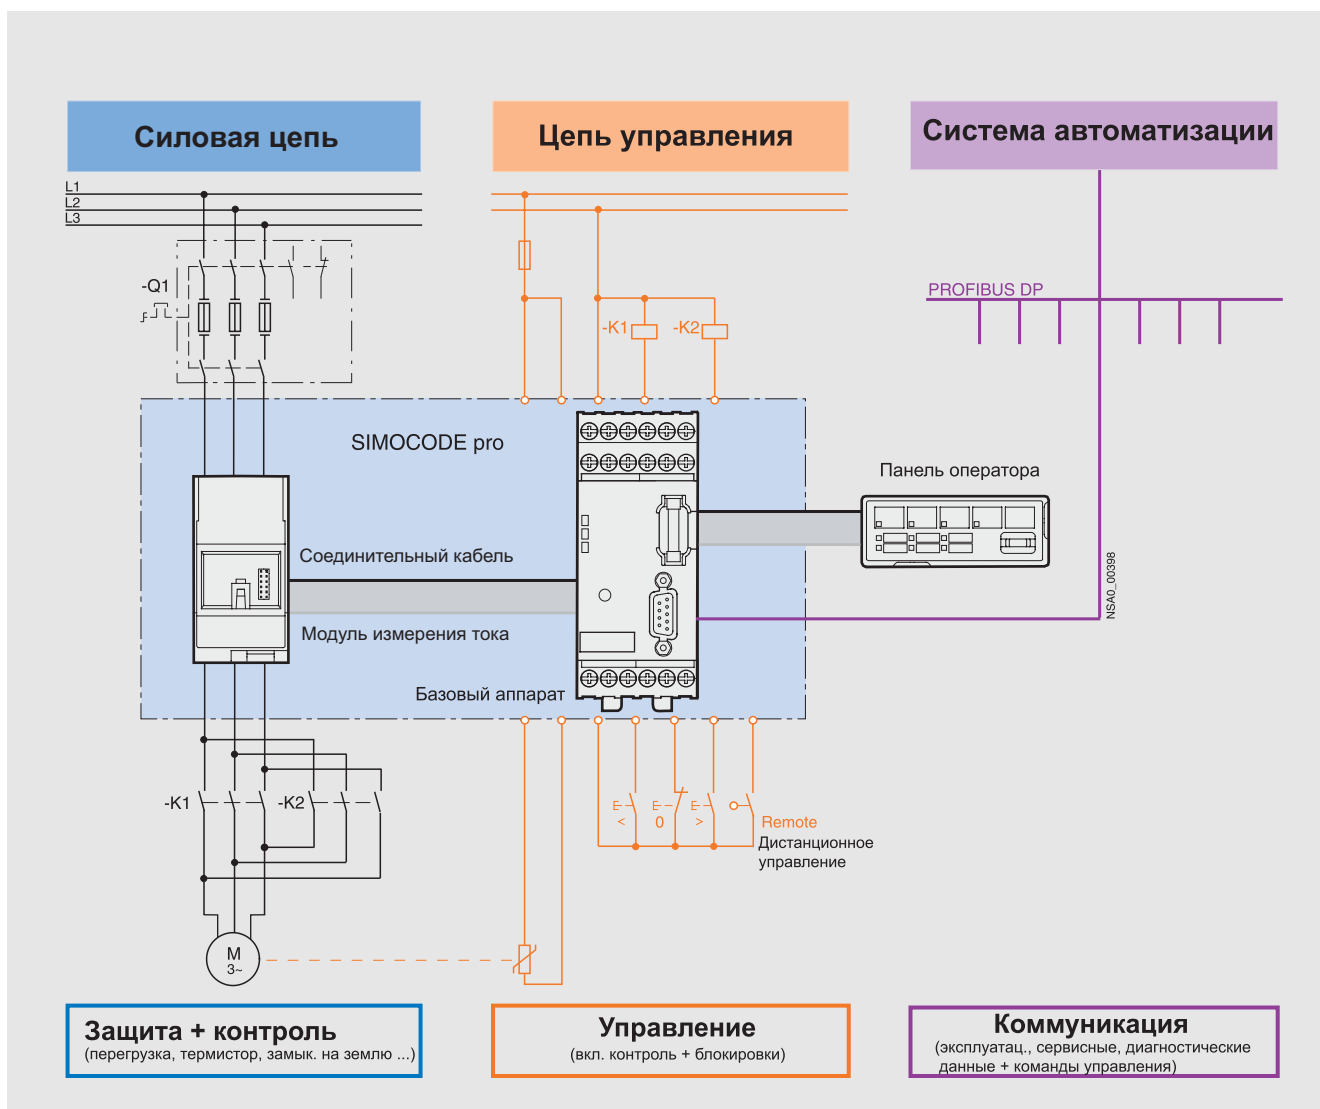 Силовая цепь
Цепь управления
Система автоматизации
L1
L2
L3
-Q1
PROFIBUS DP
-K1
-K2
SIMOCODE pro
Панель оператора
Соединительный кабель
Модуль измерения тока
Базовый аппарат
NSA0_00398
-K1
-K2
E
E
E
<
0
>
Remote
Дистанционное
управление
M
3~
Защита + контроль
(перегрузка, термистор, замык. на землю ...)
Управление
(вкл. контроль + блокировки)
Коммуникация
(эксплуатац., сервисные, диагностические
данные + команды управления)